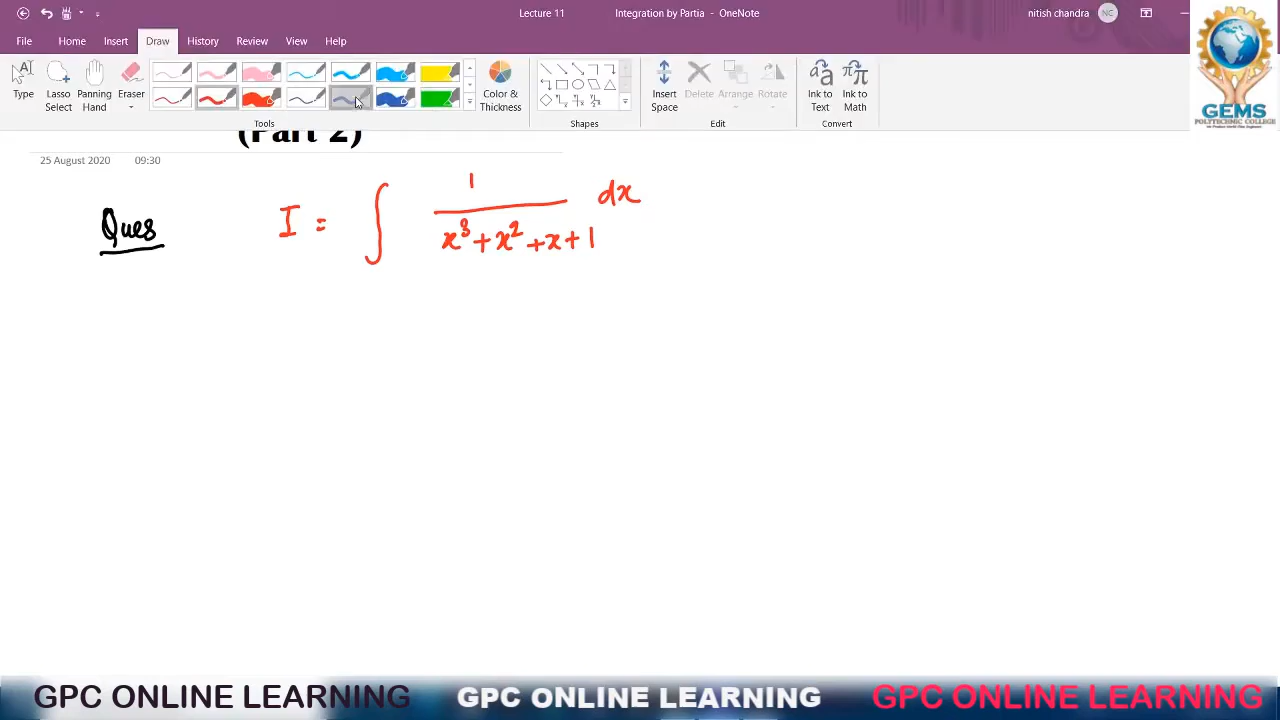 Lecture 11 Integration by Partia - OneNote nitish chandra NC
File Home Insert Draw History Review View Help
Type Lasso Select Panning Hand Eraser Color & Thickness Insert Space Delete Arrange Rotate Ink to Text Ink to Math
Tools Shapes Edit Convert
GEMS
POLYTECHNIC COLLEGE
(Part 2)
25 August 2020 09:30
Ques I = ∫ 1/(x³+x²+x+1) dx
GPC ONLINE LEARNING GPC ONLINE LEARNING GPC ONLINE LEARNING